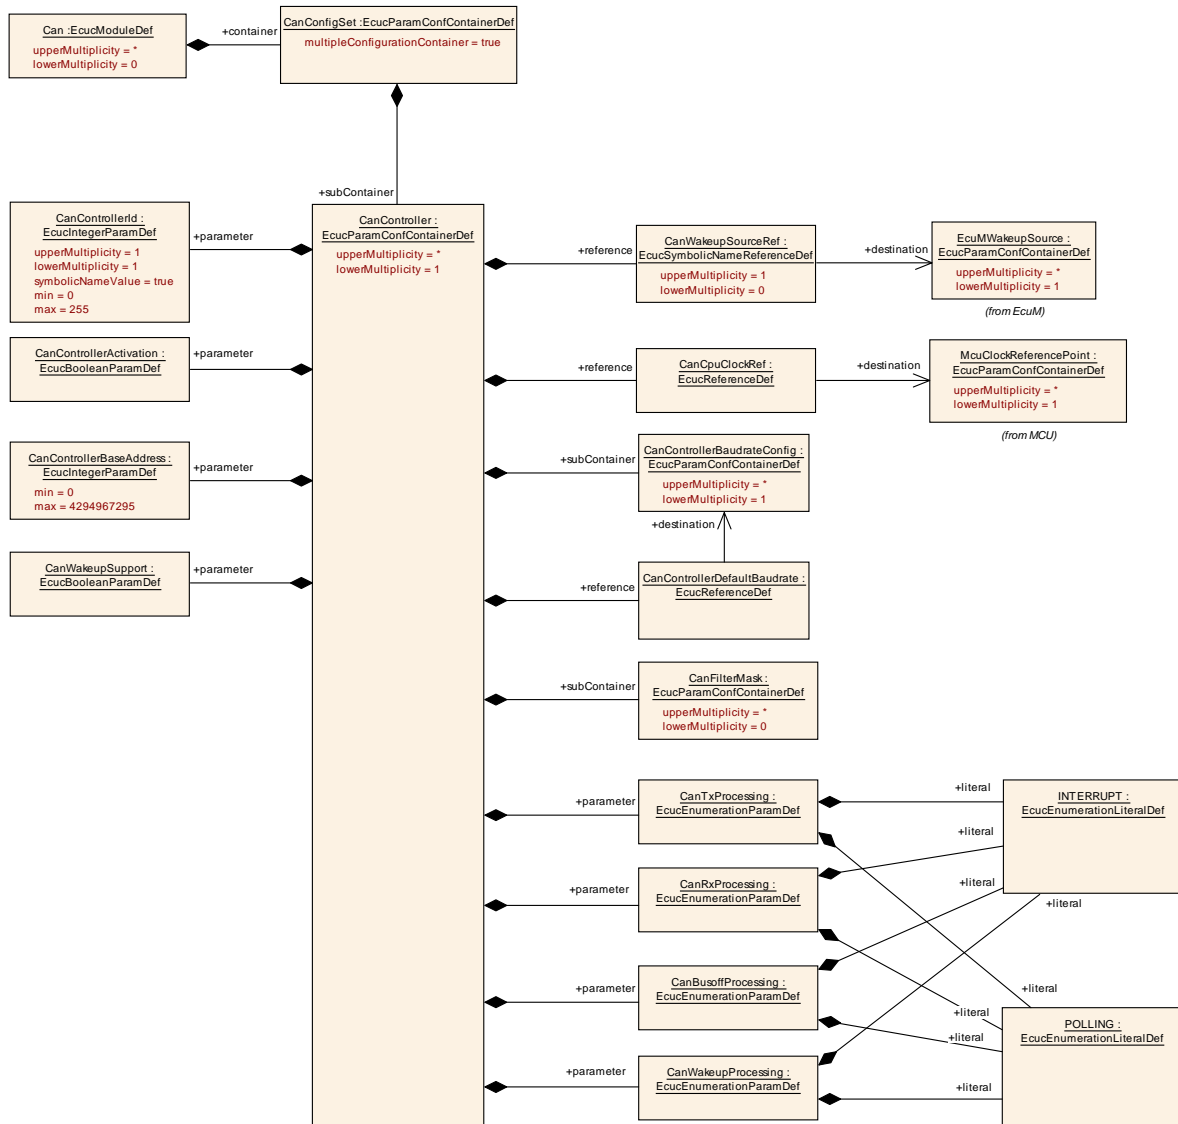 Can :EcucModuleDef
upperMultiplicity = *
lowerMultiplicity = 0
+container
CanConfigSet :EcucParamConfContainerDef
multipleConfigurationContainer = true
+subContainer
CanControllerId :
EcucIntegerParamDef
upperMultiplicity = 1
lowerMultiplicity = 1
symbolicNameValue = true
min = 0
max = 255
+parameter
CanController :
EcucParamConfContainerDef
upperMultiplicity = *
lowerMultiplicity = 1
+reference
CanWakeupSourceRef :
EcucSymbolicNameReferenceDef
upperMultiplicity = 1
lowerMultiplicity = 0
+destination
EcuMWakeupSource :
EcucParamConfContainerDef
upperMultiplicity = *
lowerMultiplicity = 1
(from EcuM)
CanControllerActivation :
EcucBooleanParamDef
+parameter
+reference
CanCpuClockRef :
EcucReferenceDef
+destination
McuClockReferencePoint :
EcucParamConfContainerDef
upperMultiplicity = *
lowerMultiplicity = 1
(from MCU)
CanControllerBaseAddress :
EcucIntegerParamDef
min = 0
max = 4294967295
+parameter
+subContainer
CanControllerBaudrateConfig :
EcucParamConfContainerDef
upperMultiplicity = *
lowerMultiplicity = 1
+destination
CanWakeupSupport :
EcucBooleanParamDef
+parameter
+reference
CanControllerDefaultBaudrate :
EcucReferenceDef
+subContainer
CanFilterMask :
EcucParamConfContainerDef
upperMultiplicity = *
lowerMultiplicity = 0
+parameter
CanTxProcessing :
EcucEnumerationParamDef
+literal
INTERRUPT :
EcucEnumerationLiteralDef
+literal
+parameter
CanRxProcessing :
EcucEnumerationParamDef
+literal
+literal
+parameter
CanBusoffProcessing :
EcucEnumerationParamDef
+literal
+literal
+literal
POLLING :
EcucEnumerationLiteralDef
+parameter
CanWakeupProcessing :
EcucEnumerationParamDef
+literal